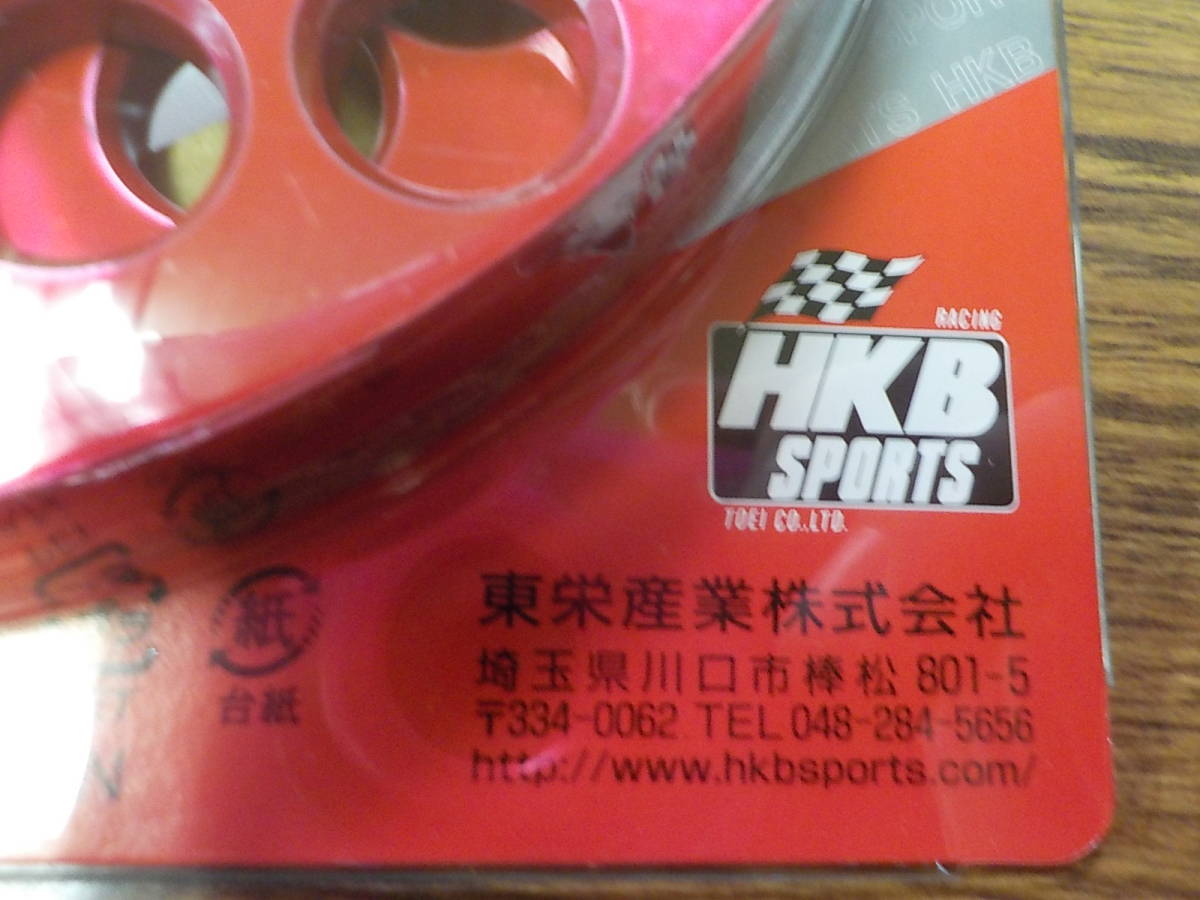 HKB
RACING
HKB
SPORTS
TOEI CO.,LTD.
東栄産業株式会社
埼玉県川口市榛松 801-5
〒334-0062 TEL 048-284-5656
http://www.hkbsports.com/
紙
台紙